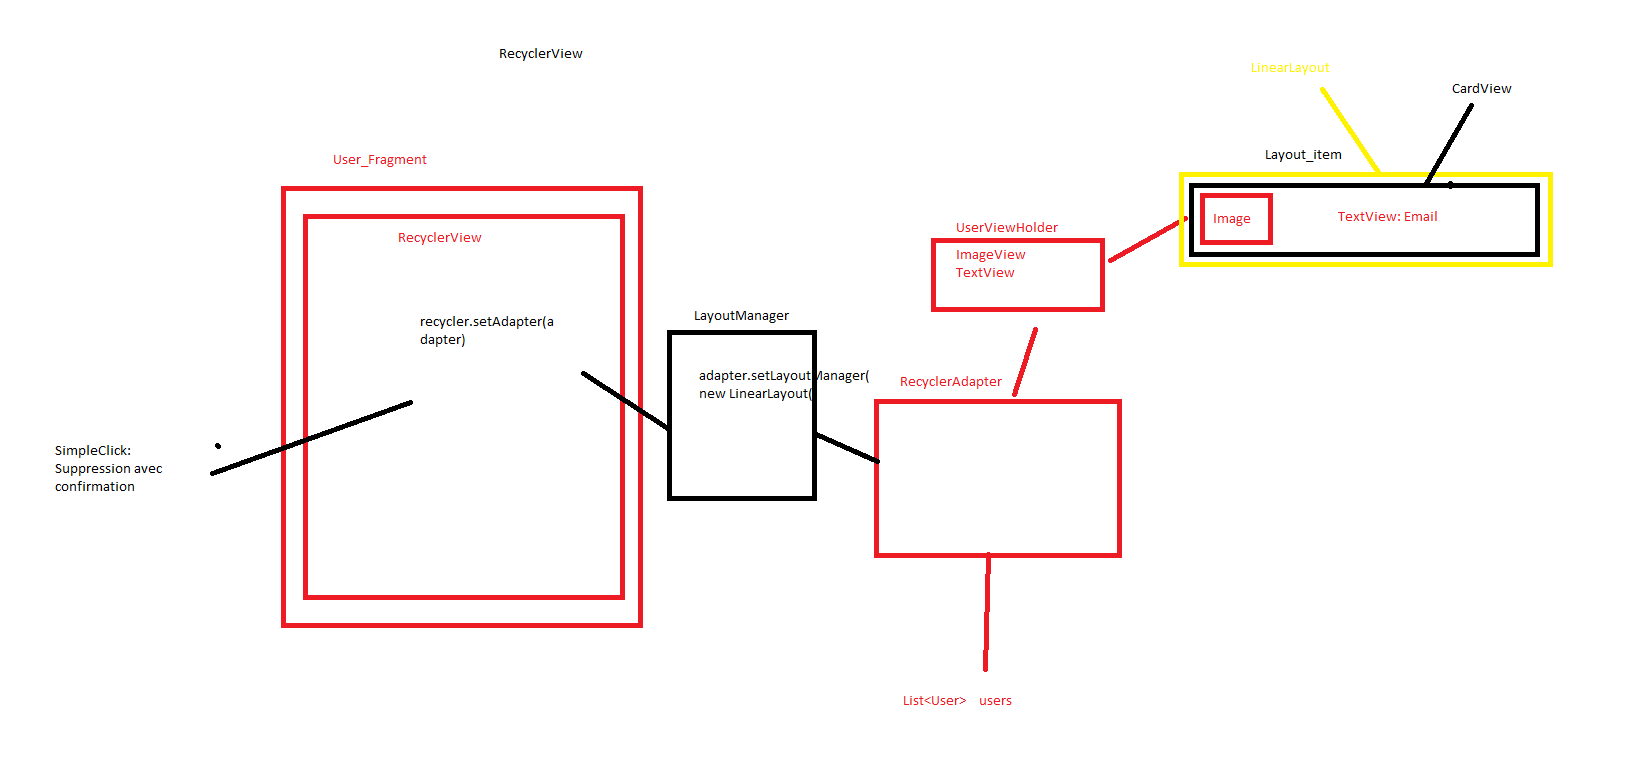 RecyclerView
LinearLayout
CardView
Layout_item
User_Fragment
Image
TextView: Email
UserViewHolder
RecyclerView
ImageView
TextView
LayoutManager
recycler.setAdapter(a
dapter)
adapter.setLayoutManager(
new LinearLayout(
RecyclerAdapter
SimpleClick:
Suppression avec
confirmation
List<User> users